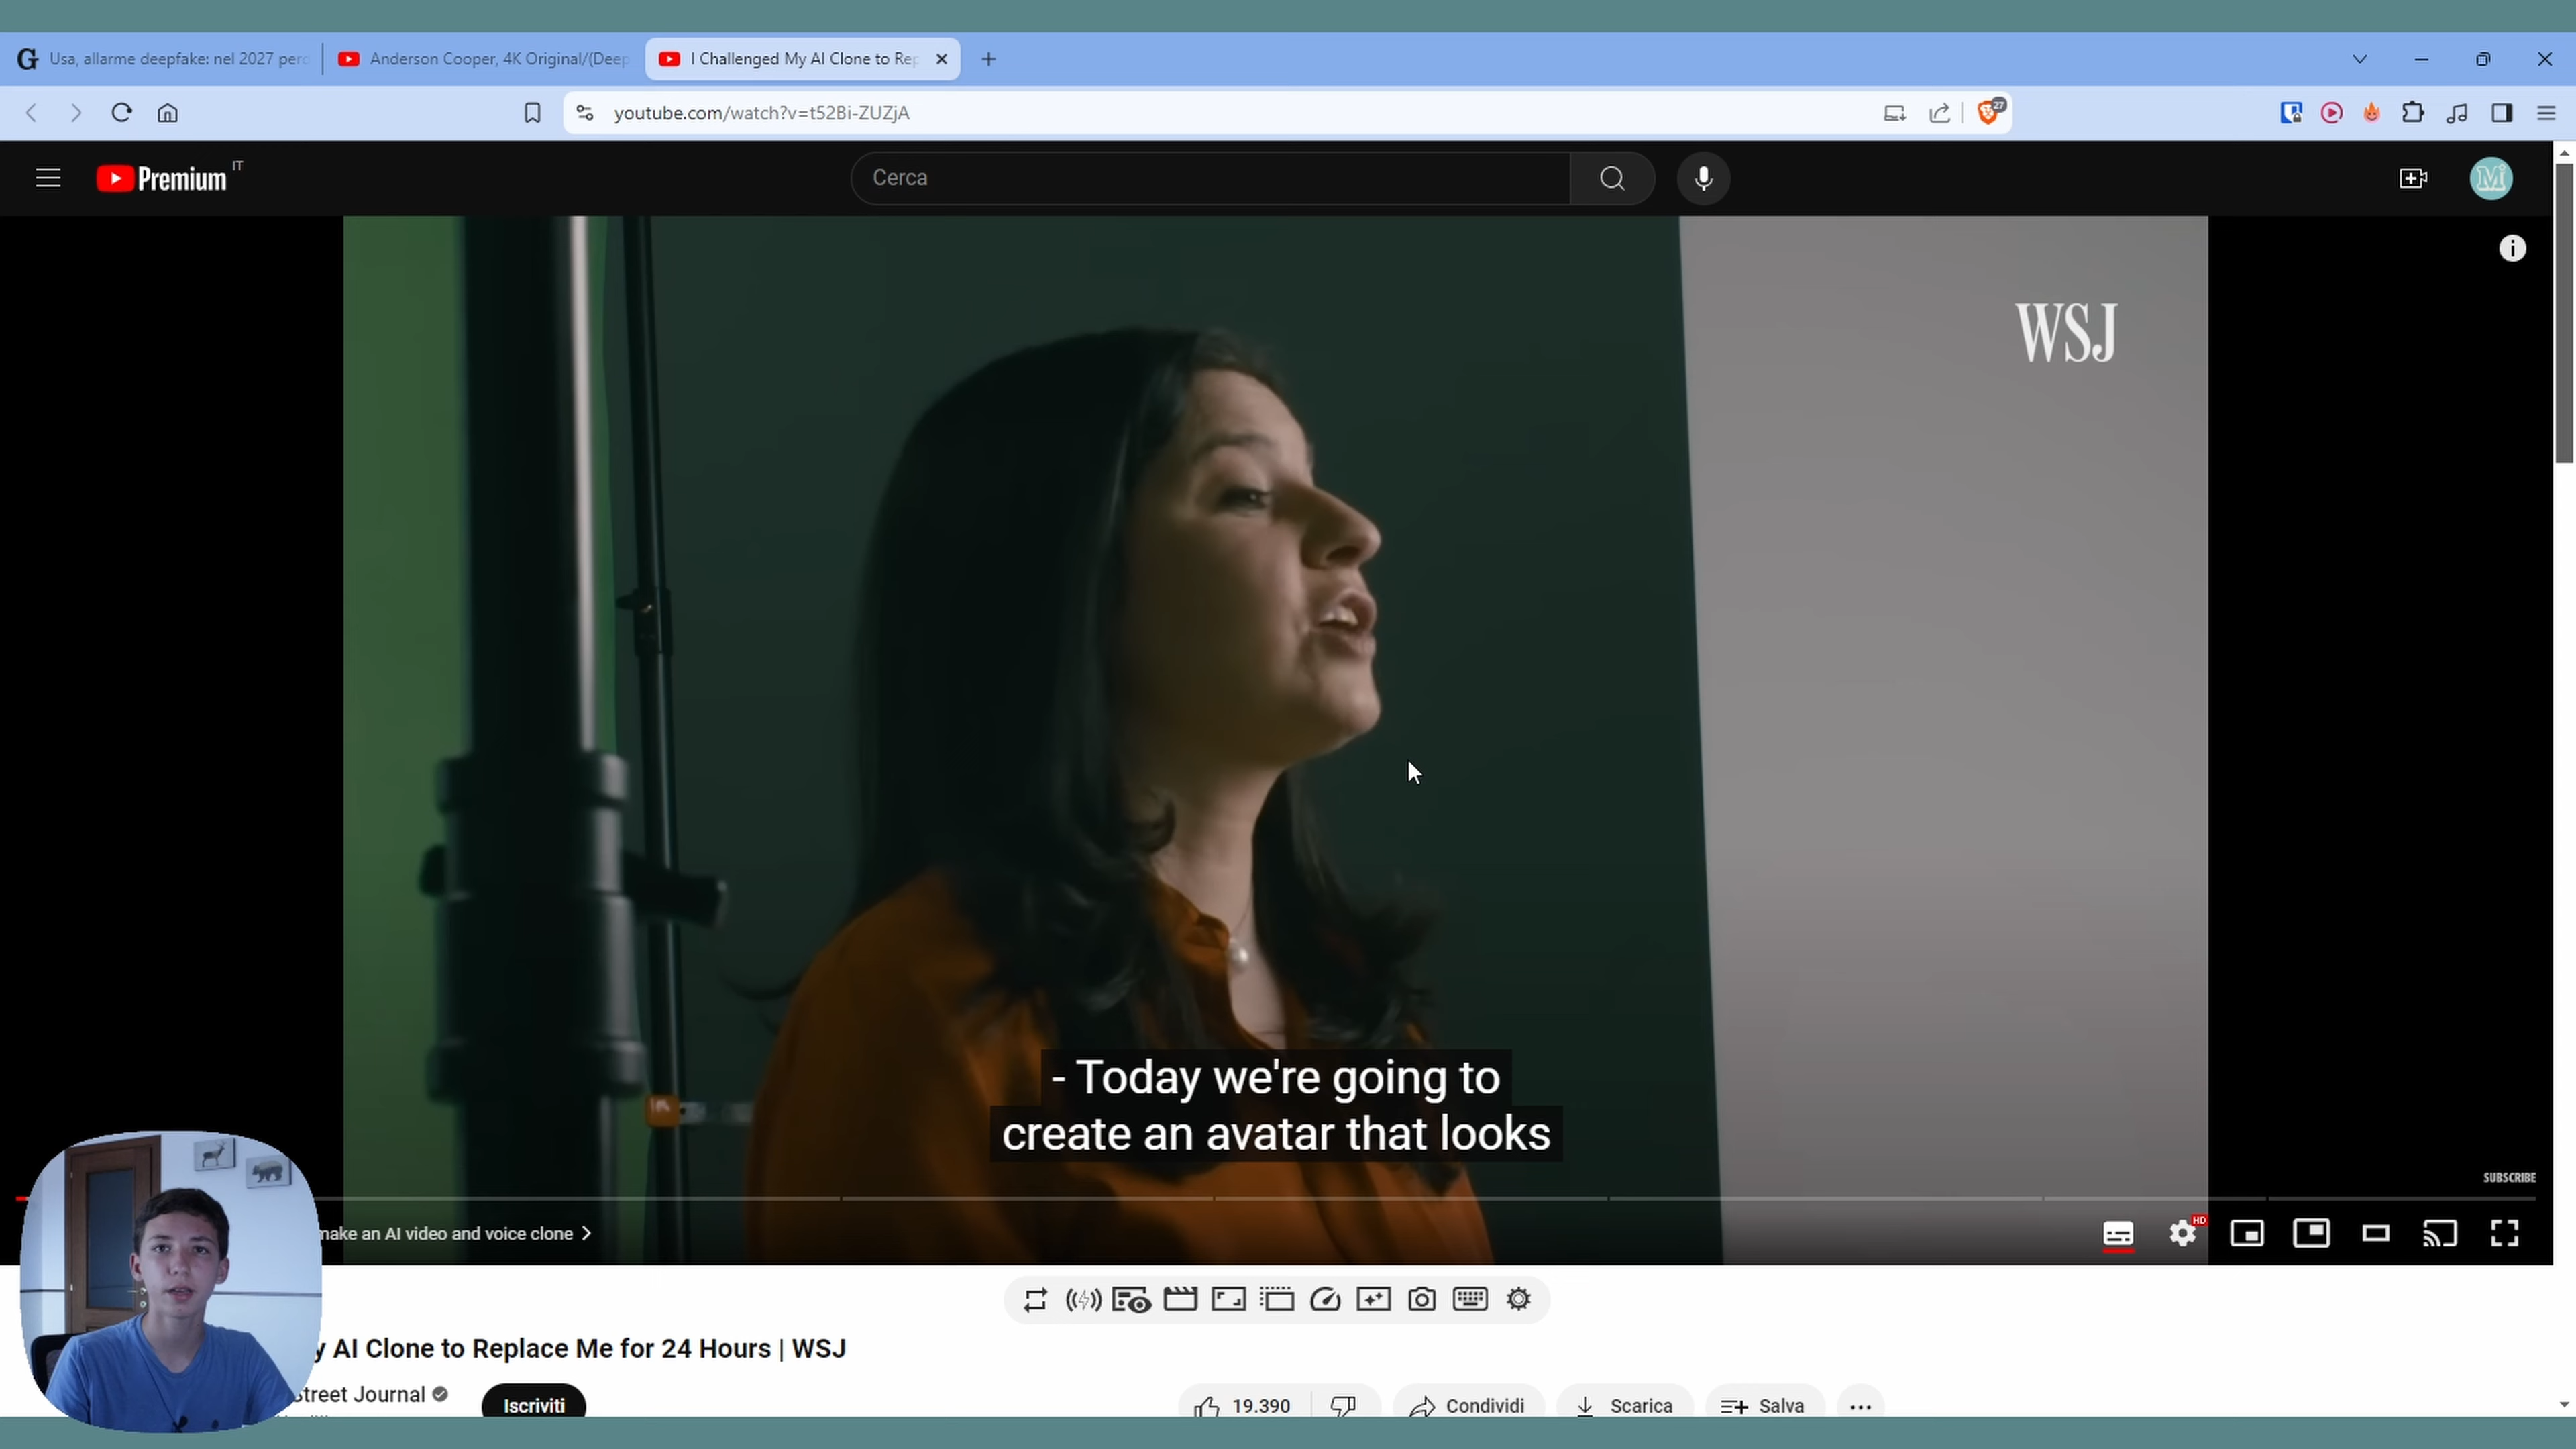 G Usa, allarme deepfake: nel 2027 perc
Anderson Cooper, 4K Original/(Deep
I Challenged My AI Clone to Rep
youtube.com/watch?v=t52Bi-ZUZjA
27
Premium IT
Cerca
Mi
WSJ
- Today we're going to
create an avatar that looks
SUBSCRIBE
make an AI video and voice clone
HD
y AI Clone to Replace Me for 24 Hours | WSJ
Street Journal
Iscriviti
19.390
Condividi
Scarica
Salva